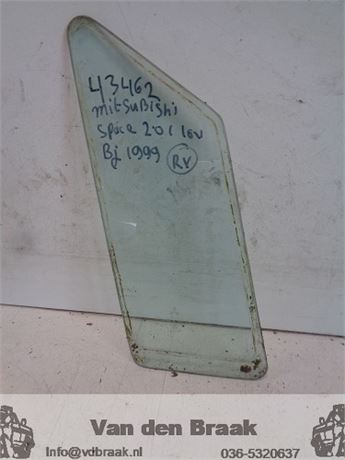 43462
mitsuBishi
space 2.0i 16v
Bj 1999 RV
Van den Braak
Info@vdbraak.nl 036-5320637